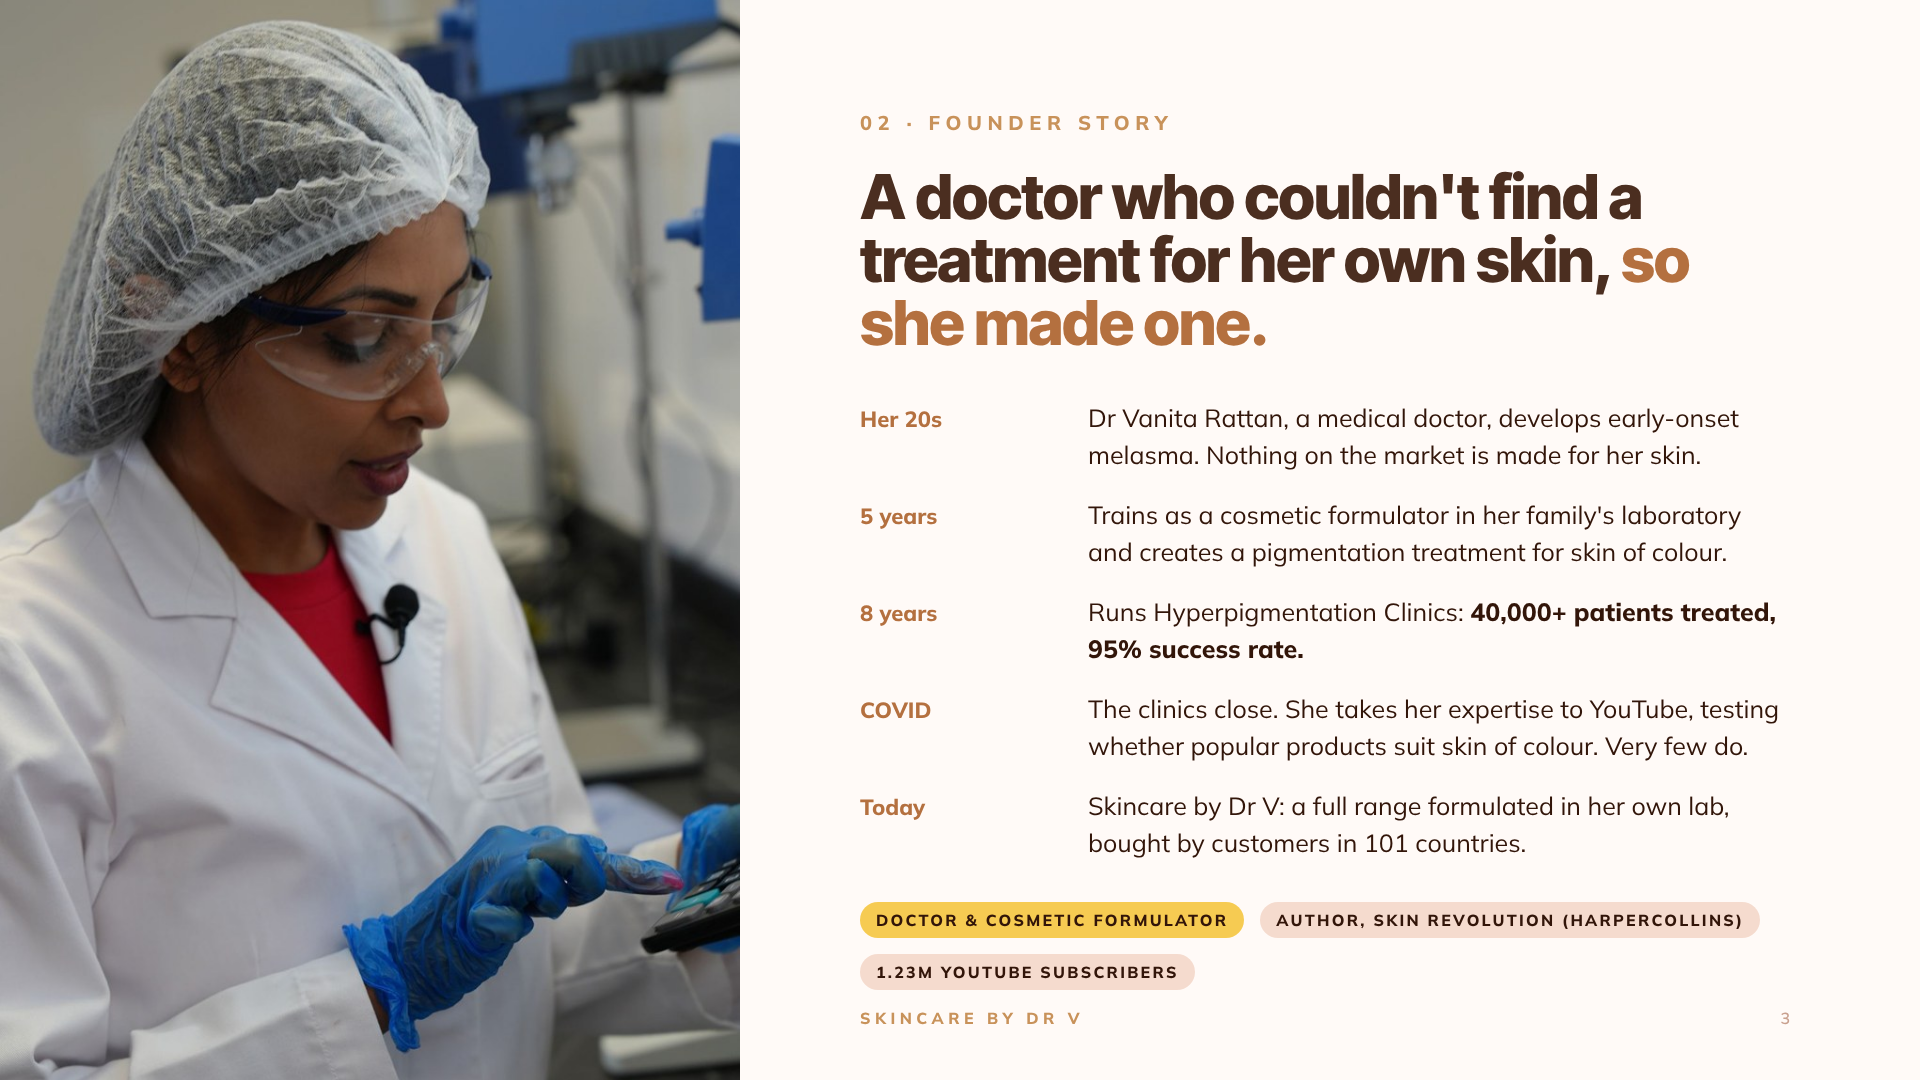 02 · FOUNDER STORY
A doctor who couldn't find a
treatment for her own skin, so
she made one.
Her 20s
Dr Vanita Rattan, a medical doctor, develops early-onset
melasma. Nothing on the market is made for her skin.
5 years
Trains as a cosmetic formulator in her family's laboratory
and creates a pigmentation treatment for skin of colour.
8 years
Runs Hyperpigmentation Clinics: 40,000+ patients treated,
95% success rate.
COVID
The clinics close. She takes her expertise to YouTube, testing
whether popular products suit skin of colour. Very few do.
Today
Skincare by Dr V: a full range formulated in her own lab,
bought by customers in 101 countries.
DOCTOR & COSMETIC FORMULATOR
AUTHOR, SKIN REVOLUTION (HARPERCOLLINS)
1.23M YOUTUBE SUBSCRIBERS
SKINCARE BY DR V
3